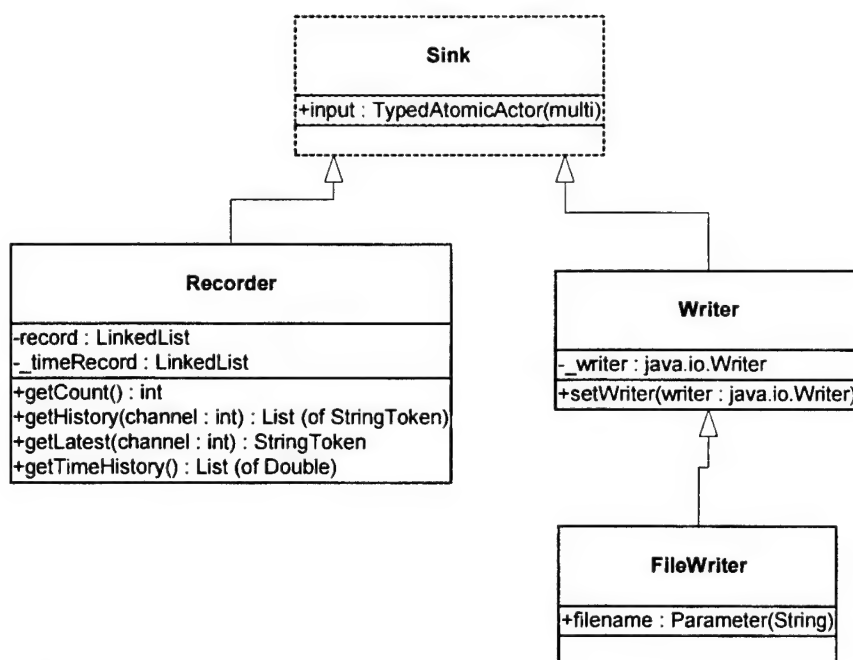 Sink
+input : TypedAtomicActor(multi)
Recorder
-record : LinkedList
-_timeRecord : LinkedList
+getCount() : int
+getHistory(channel : int) : List (of StringToken)
+getLatest(channel : int) : StringToken
+getTimeHistory() : List (of Double)
Writer
-_writer : java.io.Writer
+setWriter(writer : java.io.Writer)
FileWriter
+filename : Parameter(String)